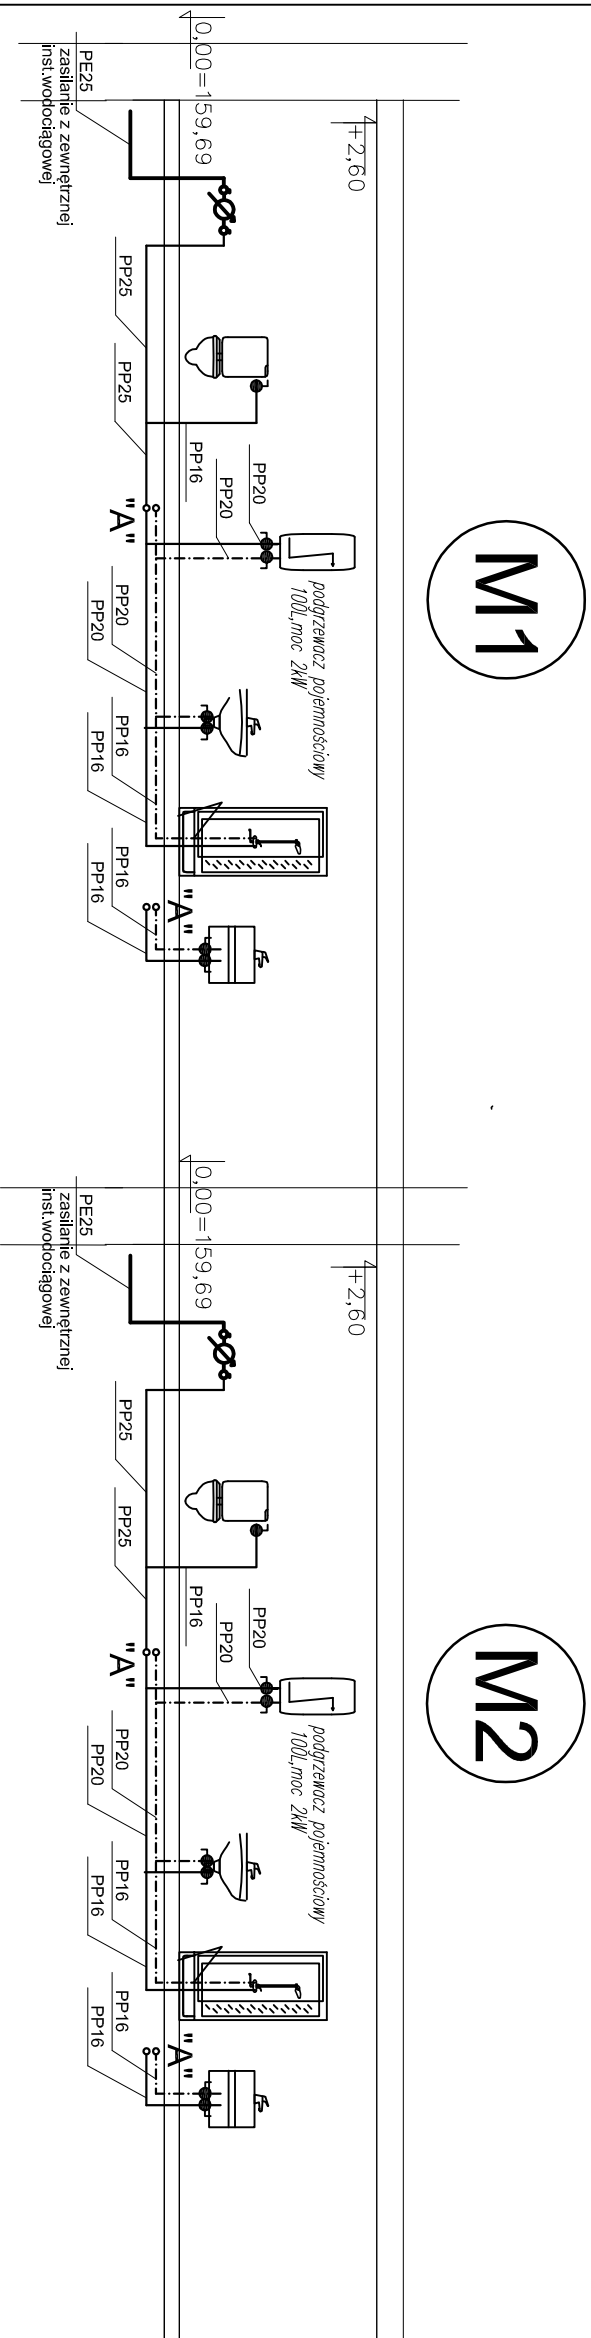 M1
+2,60
0,00=159,69
PE25
zasilanie z zewnętrznej
inst.wodociągowej
PP25
PP25
PP16
PP20
PP20
podgrzewacz pojemnościowy
100L,moc 2kW
"A"
PP20
PP20
PP16
PP16
"A"
PP16
PP16
M2
+2,60
0,00=159,69
PE25
zasilanie z zewnętrznej
inst.wodociągowej
PP25
PP25
PP16
PP20
PP20
podgrzewacz pojemnościowy
100L,moc 2kW
"A"
PP20
PP20
PP16
PP16
"A"
PP16
PP16